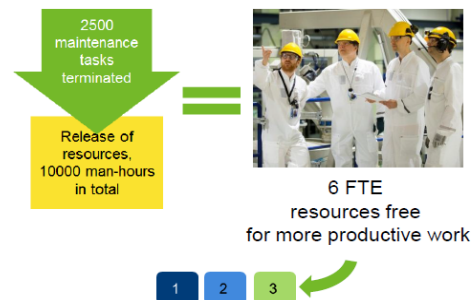 2500
maintenance
tasks
terminated
Release of
resources,
10000 man-hours
in total
6 FTE
resources free
for more productive work
1 2 3